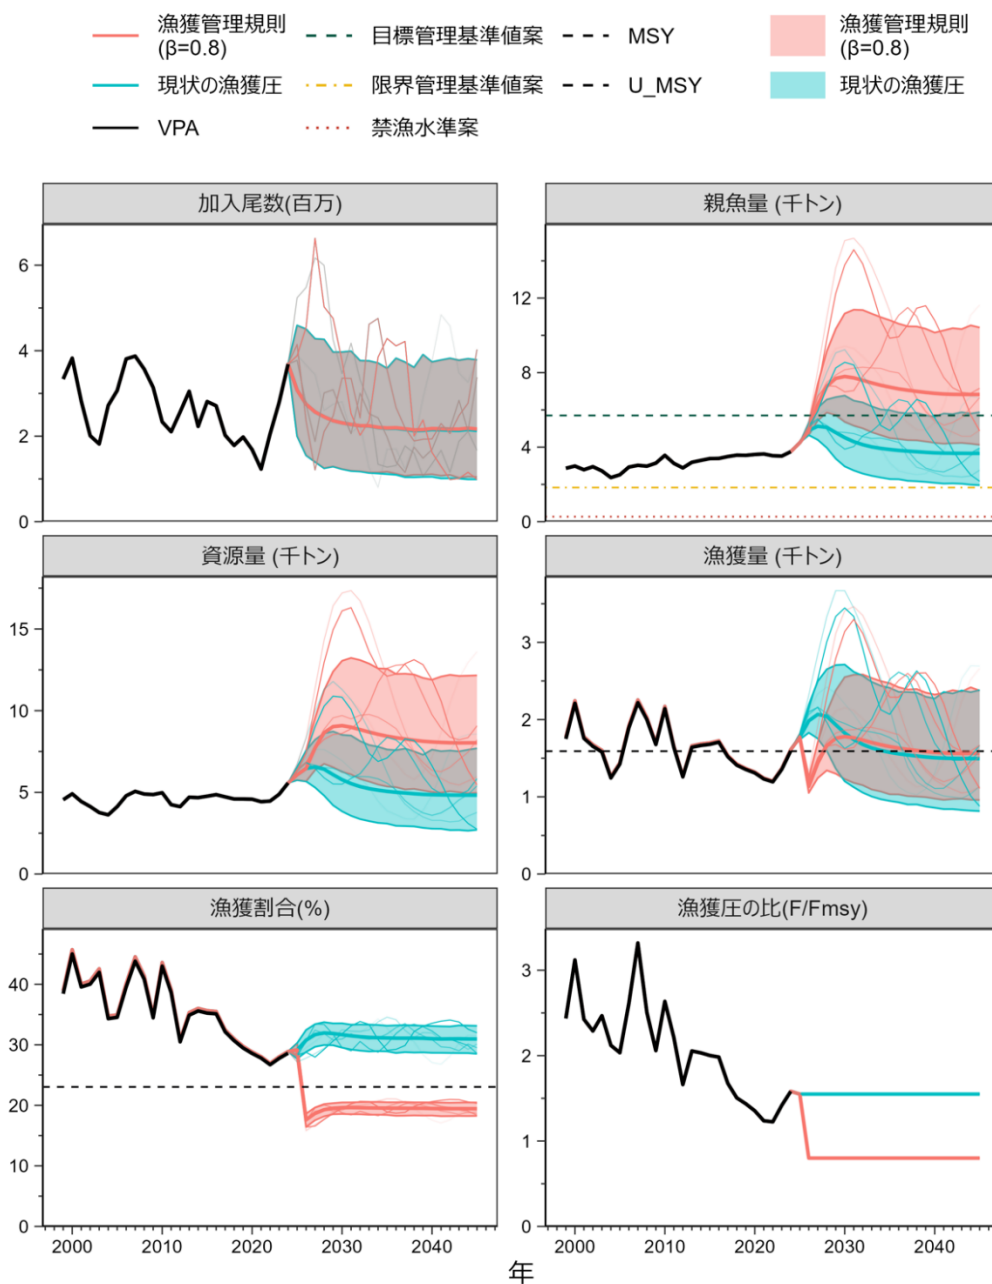 漁獲管理規則
(β=0.8)
目標管理基準値案
MSY
漁獲管理規則
(β=0.8)
現状の漁獲圧
限界管理基準値案
U_MSY
現状の漁獲圧
VPA
禁漁水準案
加入尾数(百万)
6
4
2
0
親魚量 (千トン)
12
8
4
0
資源量 (千トン)
15
10
5
0
漁獲量 (千トン)
3
2
1
0
漁獲割合(%)
40
30
20
10
0
2000 2010 2020 2030 2040
漁獲圧の比(F/Fmsy)
3
2
1
0
2000 2010 2020 2030 2040
年